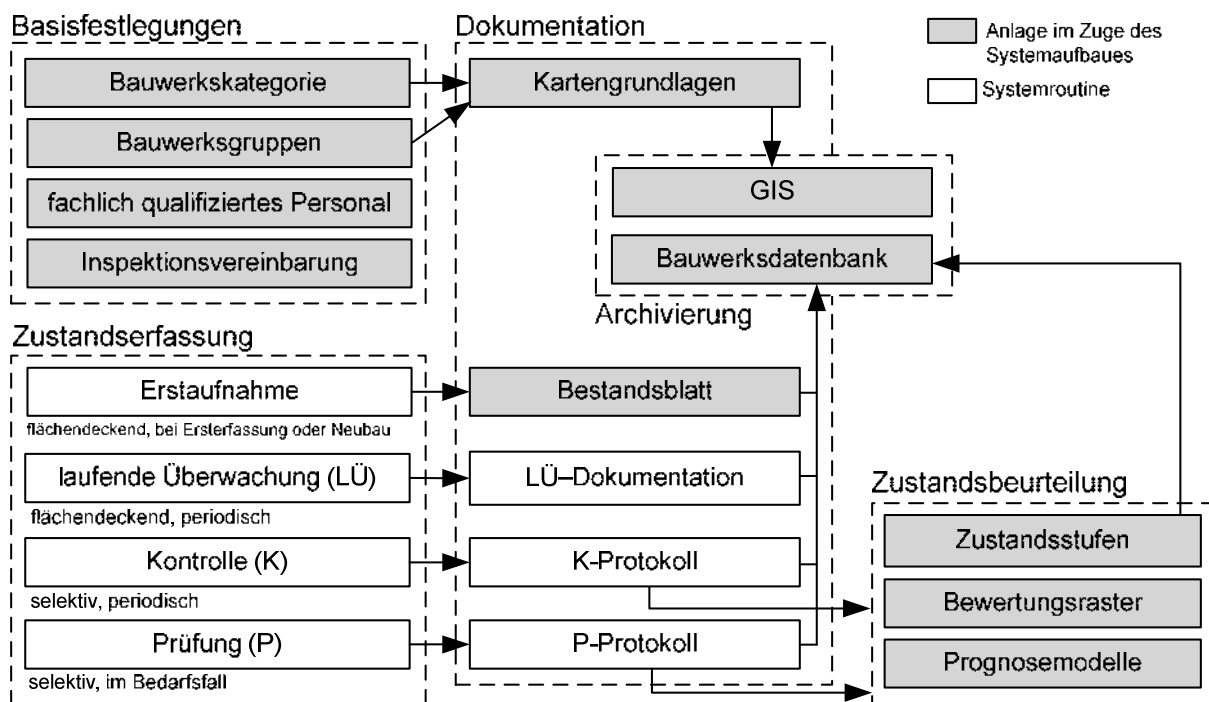 Basisfestlegungen
Bauwerkskategorie
Bauwerksgruppen
fachlich qualifiziertes Personal
Inspektionsvereinbarung
Dokumentation
Kartengrundlagen
Anlage im Zuge des
Systemaufbaues
Systemroutine
GIS
Bauwerksdatenbank
Archivierung
Zustandserfassung
Erstaufnahme
flächendeckend, bei Ersterfassung oder Neubau
laufende Überwachung (LÜ)
flächendeckend, periodisch
Kontrolle (K)
selektiv, periodisch
Prüfung (P)
selektiv, im Bedarfsfall
Bestandsblatt
LÜ–Dokumentation
K-Protokoll
P-Protokoll
Zustandsbeurteilung
Zustandsstufen
Bewertungsraster
Prognosemodelle